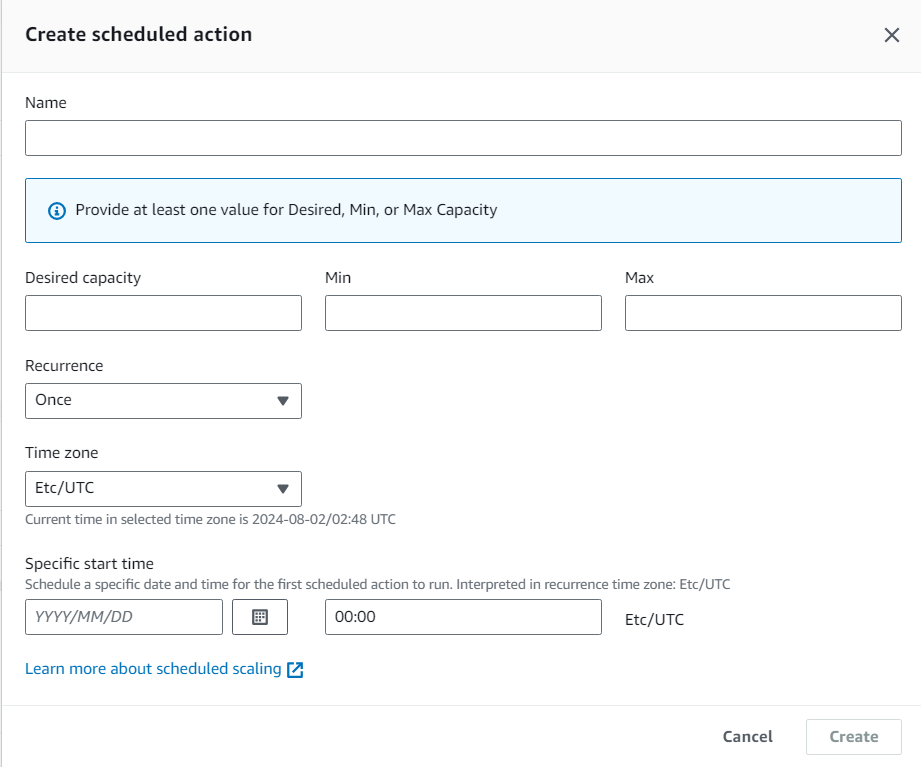 Create scheduled action
Name
Provide at least one value for Desired, Min, or Max Capacity
Desired capacity Min Max
Recurrence
Once
Time zone
Etc/UTC
Current time in selected time zone is 2024-08-02/02:48 UTC
Specific start time
Schedule a specific date and time for the first scheduled action to run. Interpreted in recurrence time zone: Etc/UTC
YYYY/MM/DD 00:00 Etc/UTC
Learn more about scheduled scaling
Cancel Create